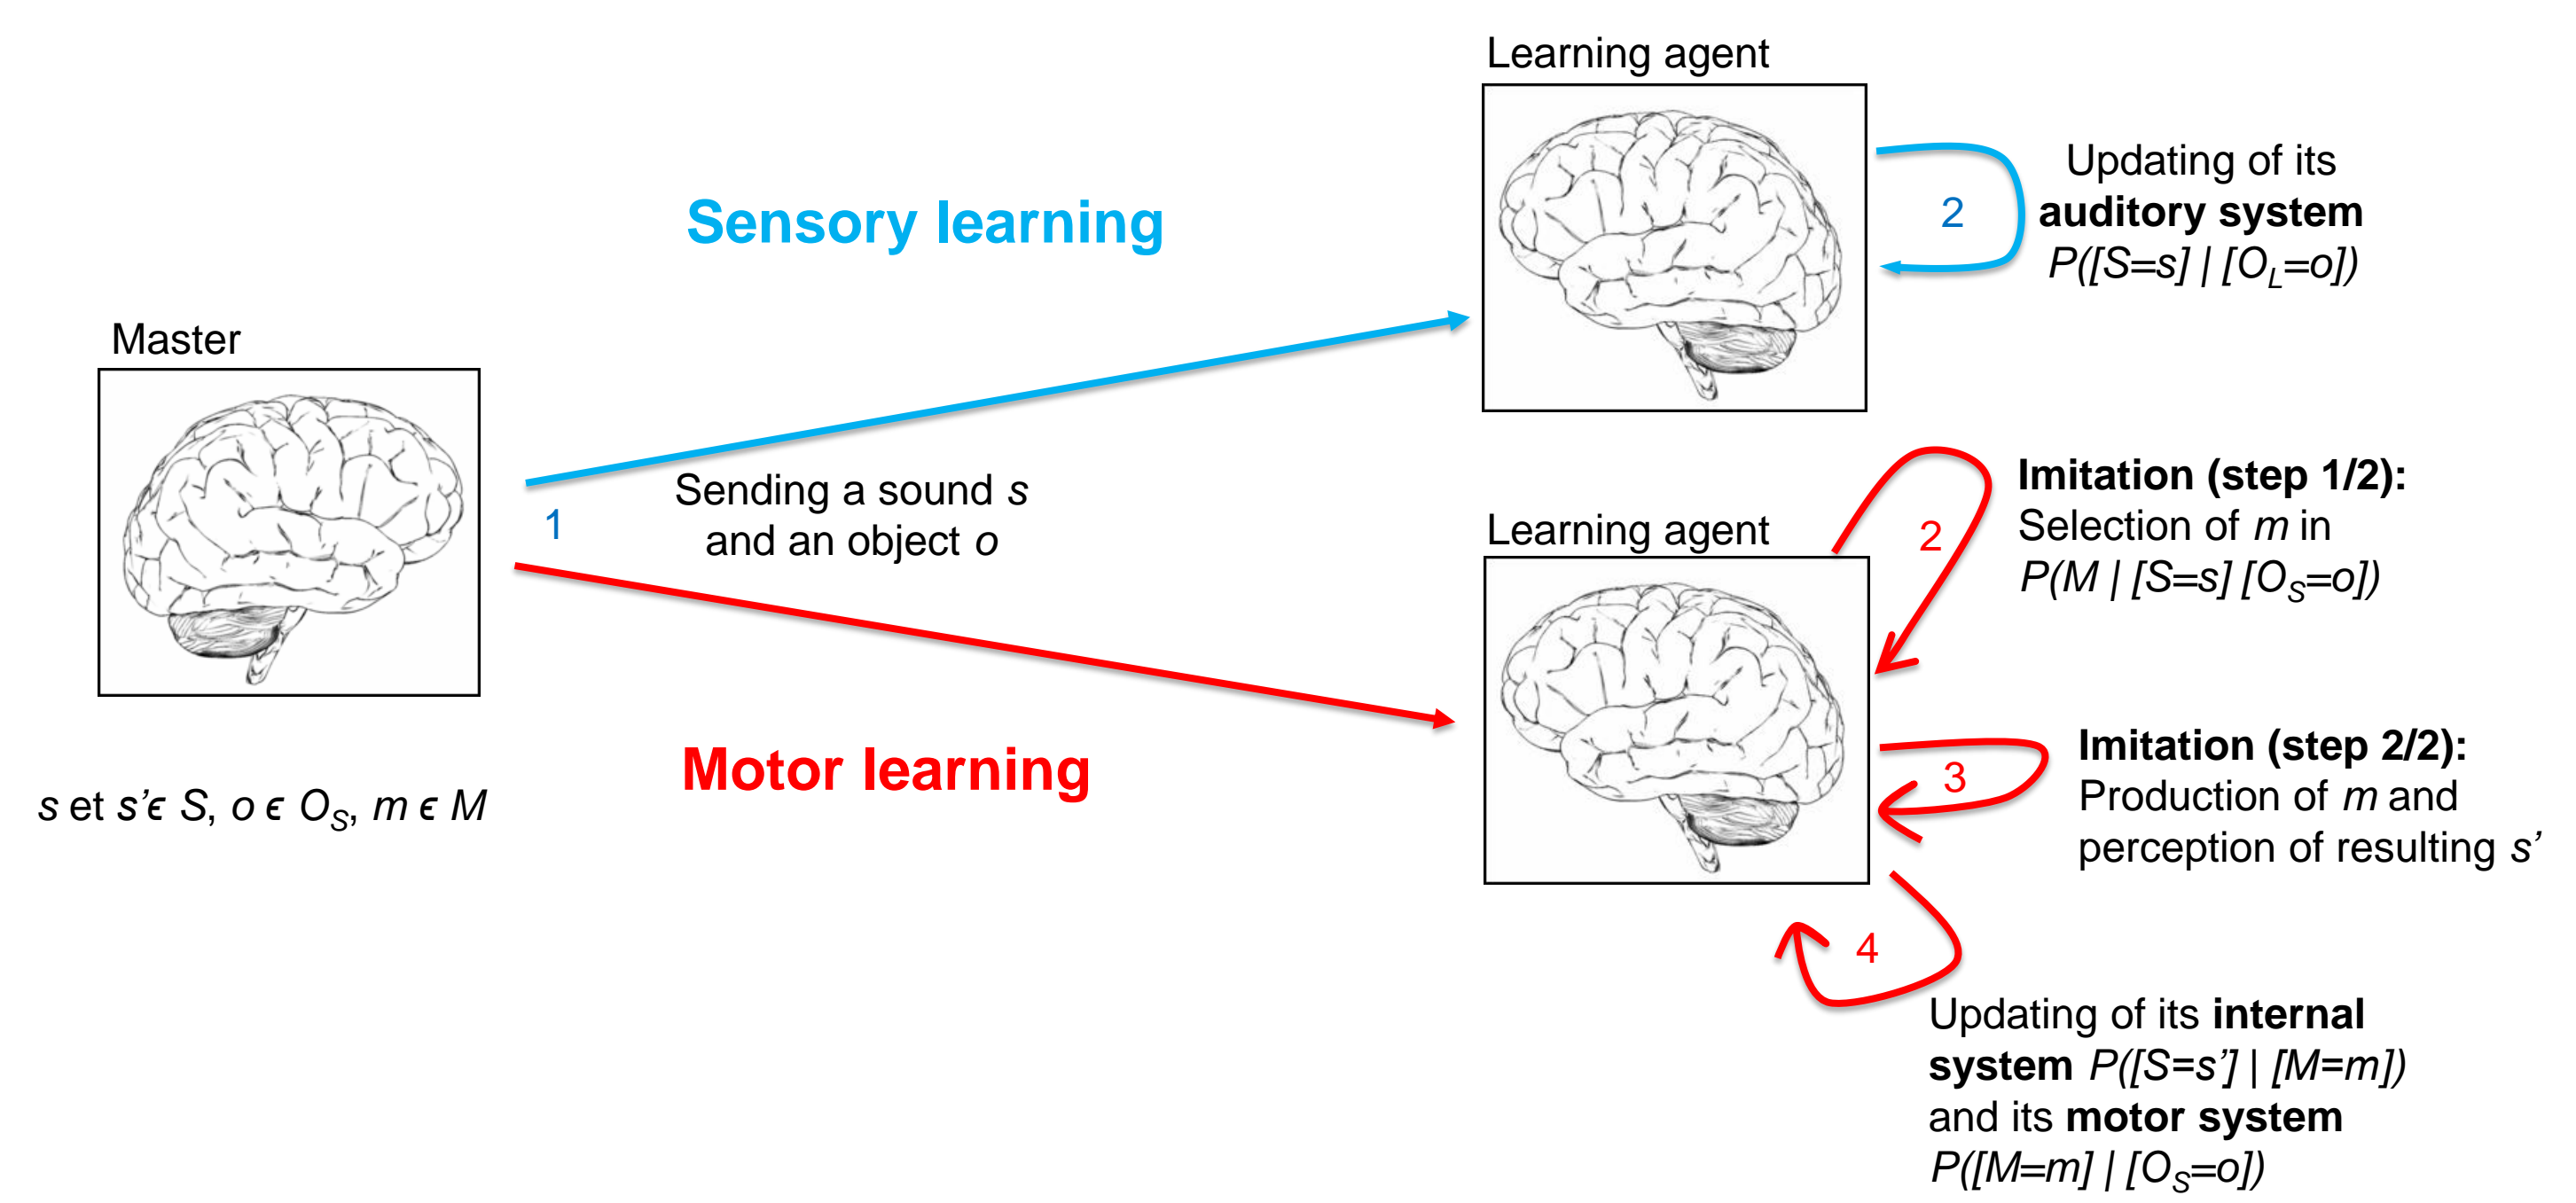 Learning agent
Updating of its
auditory system
P([S=s] | [O_L=o])
2
Sensory learning
Master
Sending a sound s
and an object o
1
Learning agent
Imitation (step 1/2):
Selection of m in
P(M | [S=s] [O_S=o])
2
Motor learning
s et s’ϵ S, o ϵ O_S, m ϵ M
Imitation (step 2/2):
Production of m and
perception of resulting s’
3
4
Updating of its internal
system P([S=s’] | [M=m])
and its motor system
P([M=m] | [O_S=o])